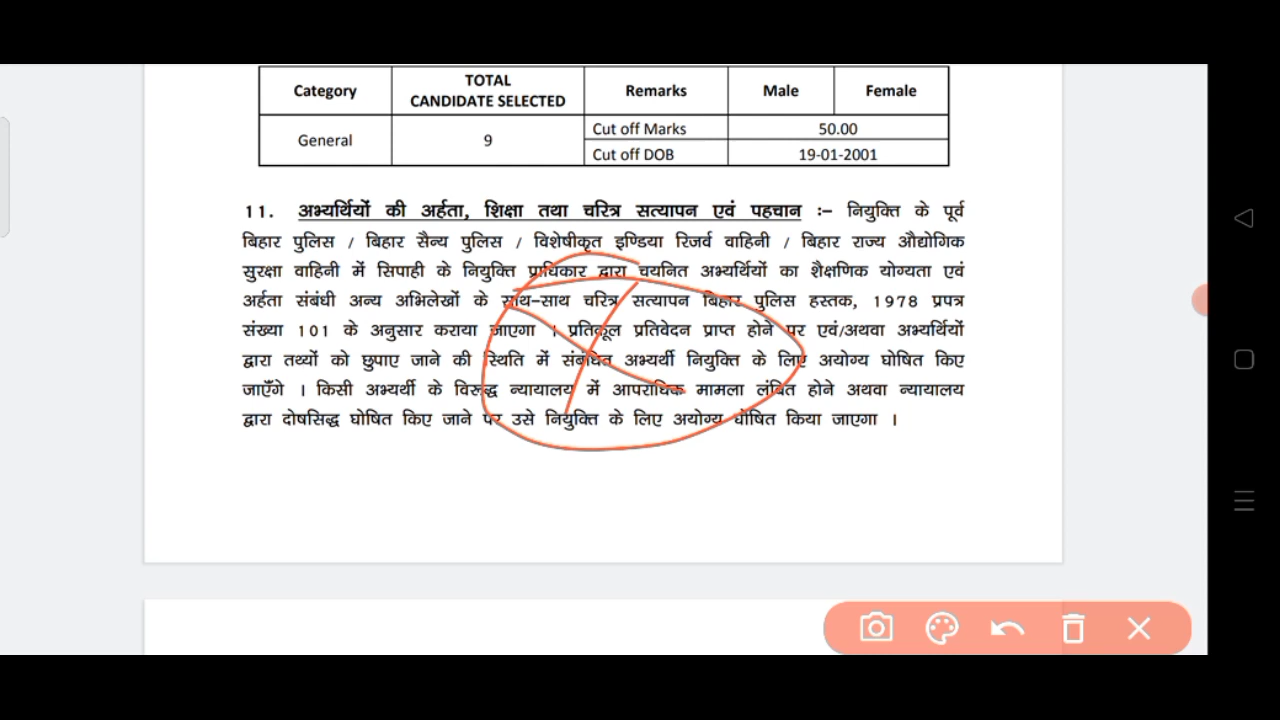 Category TOTAL CANDIDATE SELECTED Remarks Male Female
General 9 Cut off Marks 50.00
Cut off DOB 19-01-2001
11. अभ्यर्थियों की अर्हता, शिक्षा तथा चरित्र सत्यापन एवं पहचान :– नियुक्ति के पूर्व
बिहार पुलिस / बिहार सैन्य पुलिस / विशेषीकृत इण्डिया रिजर्व वाहिनी / बिहार राज्य औद्योगिक
सुरक्षा वाहिनी में सिपाही के नियुक्ति प्राधिकार द्वारा चयनित अभ्यर्थियों का शैक्षणिक योग्यता एवं
अर्हता संबंधी अन्य अभिलेखों के साथ–साथ चरित्र सत्यापन बिहार पुलिस हस्तक, 1978 प्रपत्र
संख्या 101 के अनुसार कराया जाएगा । प्रतिकूल प्रतिवेदन प्राप्त होने पर एवं/अथवा अभ्यर्थियों
द्वारा तथ्यों को छुपाए जाने की स्थिति में संबंधित अभ्यर्थी नियुक्ति के लिए अयोग्य घोषित किए
जाएँगे । किसी अभ्यर्थी के विरूद्ध न्यायालय में आपराधिक मामला लंबित होने अथवा न्यायालय
द्वारा दोषसिद्ध घोषित किए जाने पर उसे नियुक्ति के लिए अयोग्य घोषित किया जाएगा ।